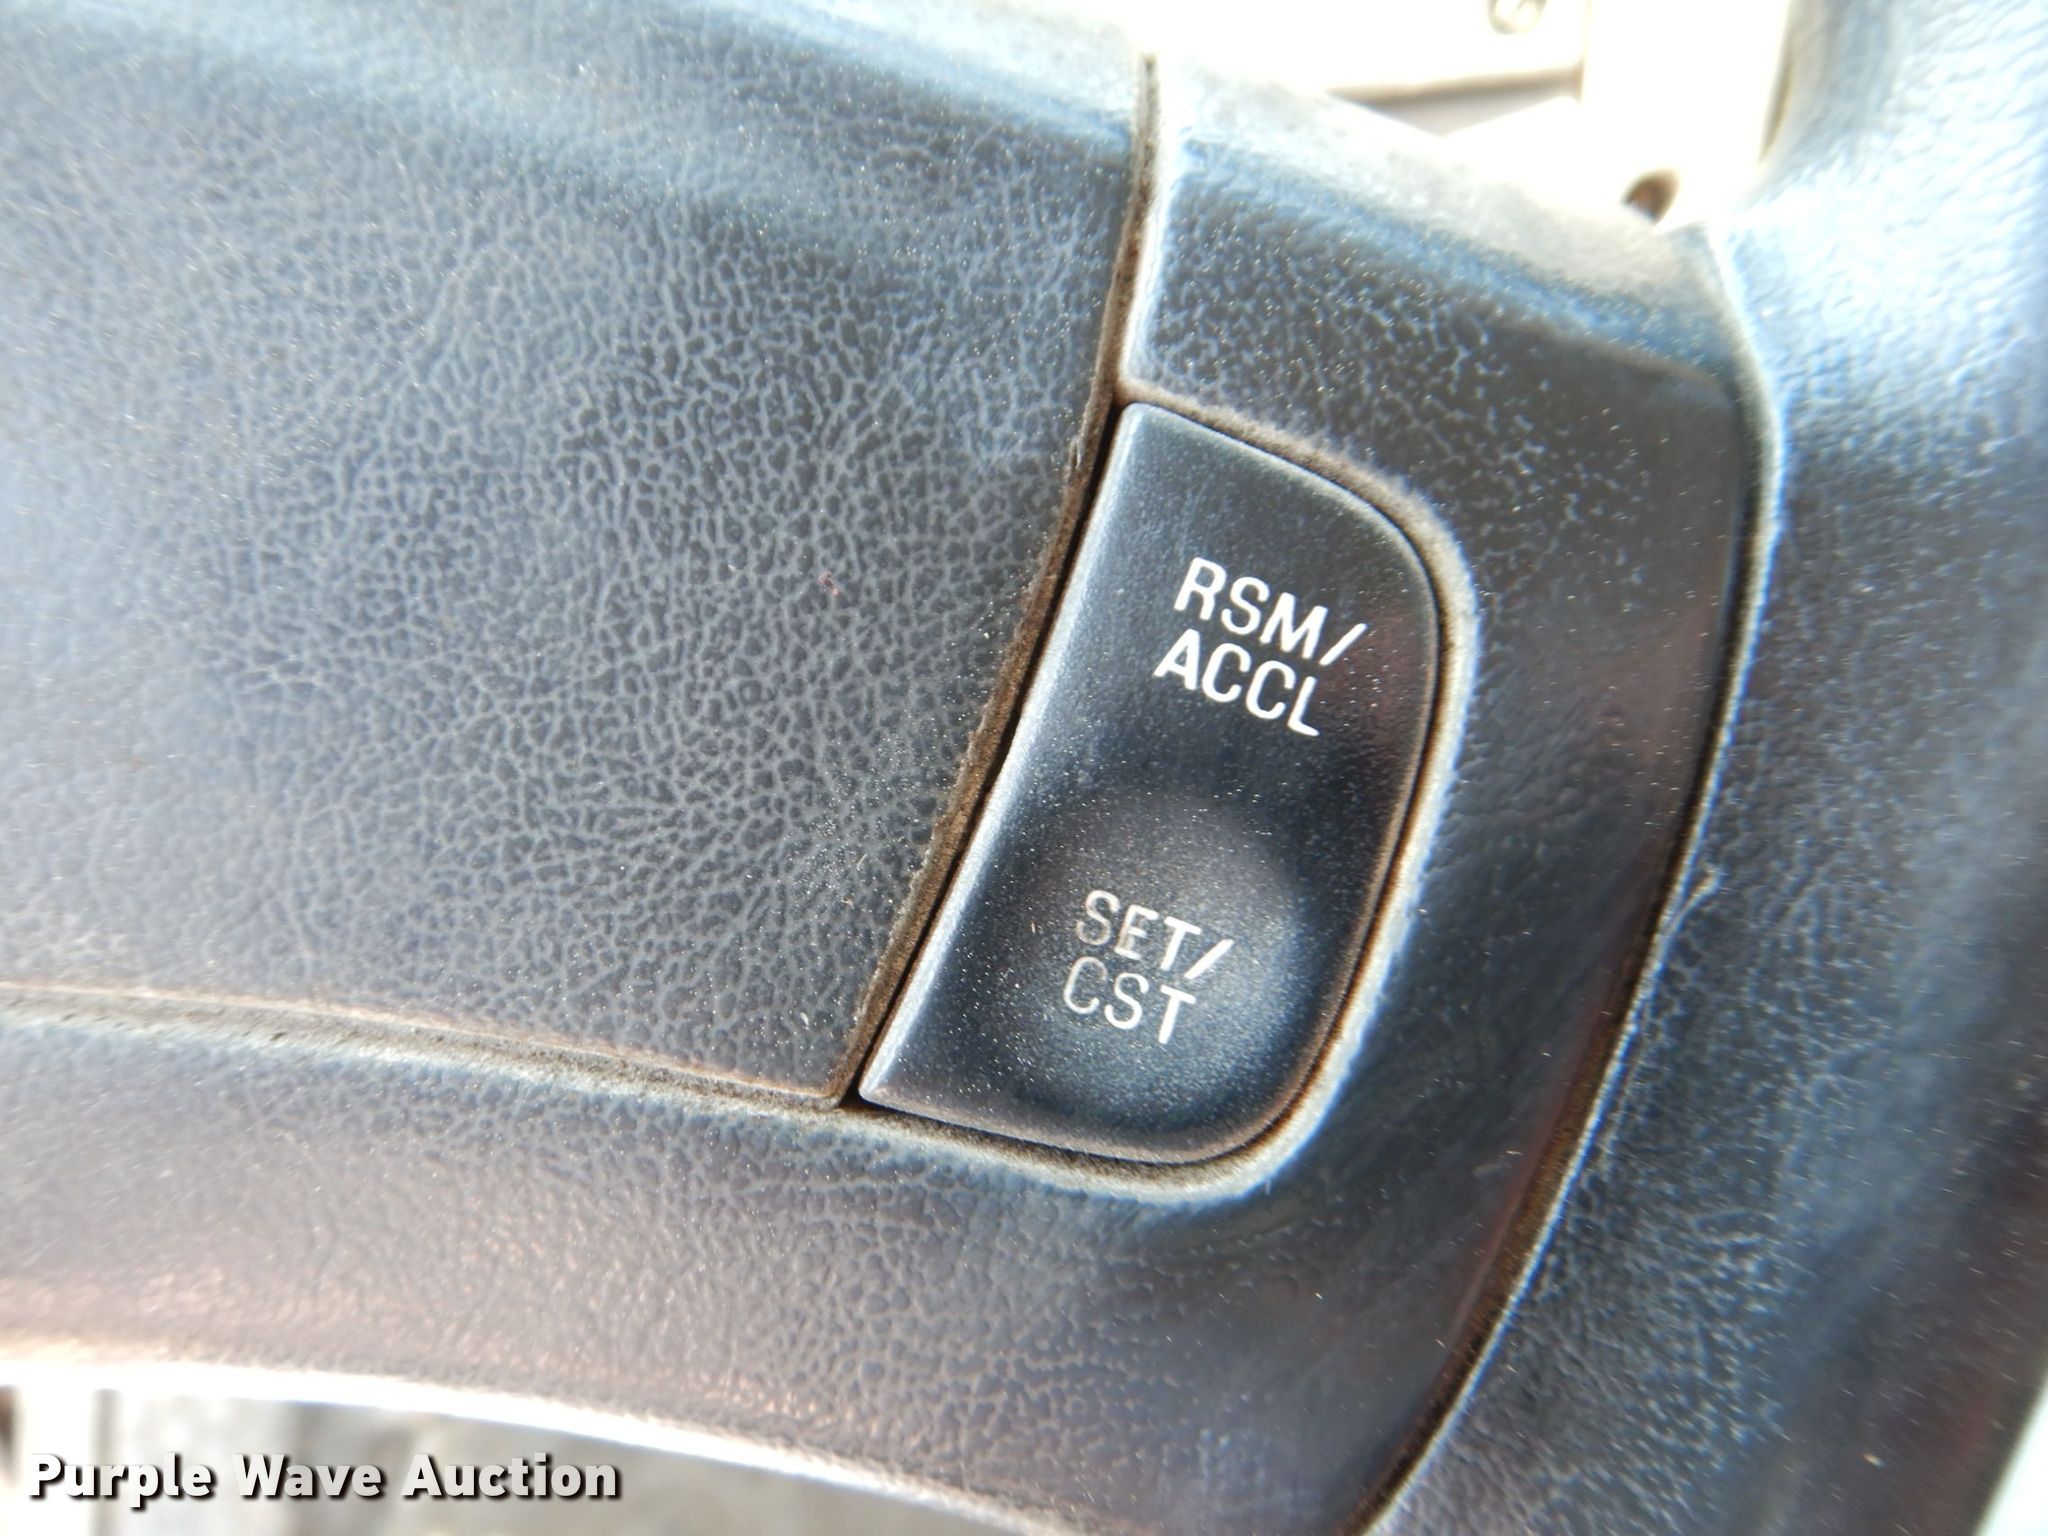 RSM/
ACCL
SET/
CST
Purple Wave Auction